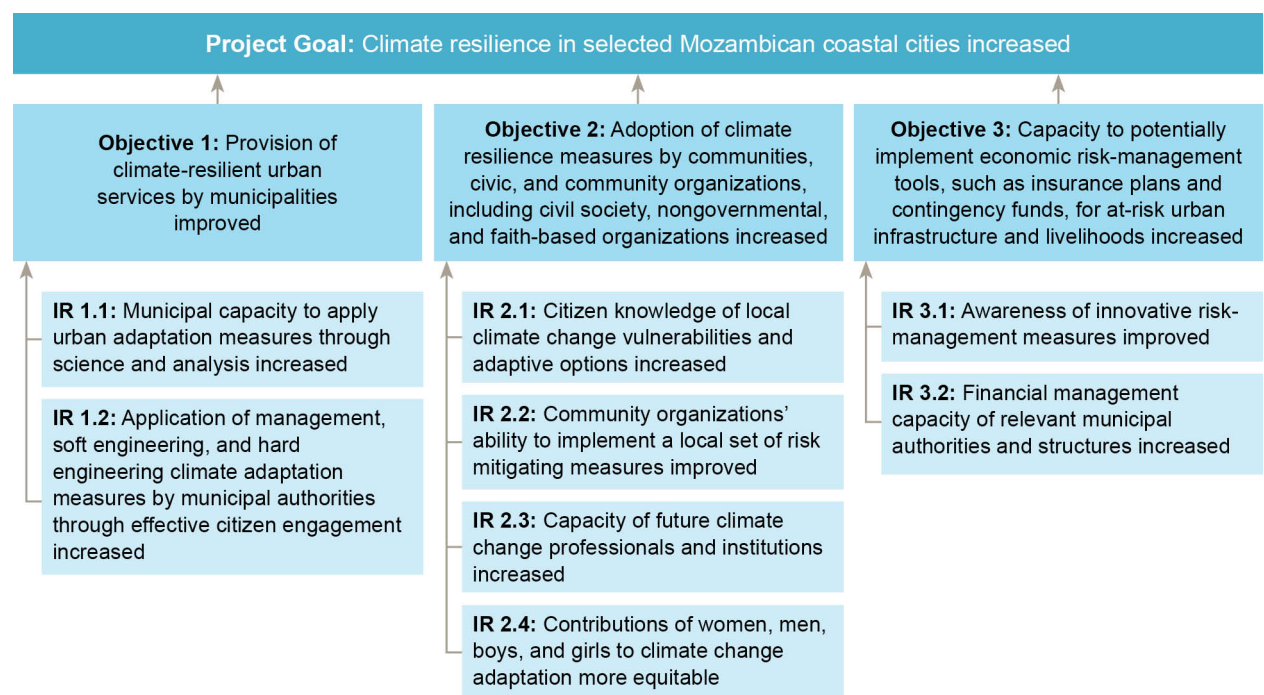 Project Goal: Climate resilience in selected Mozambican coastal cities increased
Objective 1: Provision of
climate-resilient urban
services by municipalities
improved
IR 1.1: Municipal capacity to apply
urban adaptation measures through
science and analysis increased
IR 1.2: Application of management,
soft engineering, and hard
engineering climate adaptation
measures by municipal authorities
through effective citizen engagement
increased
Objective 2: Adoption of climate
resilience measures by communities,
civic, and community organizations,
including civil society, nongovernmental,
and faith-based organizations increased
IR 2.1: Citizen knowledge of local
climate change vulnerabilities and
adaptive options increased
IR 2.2: Community organizations’
ability to implement a local set of risk
mitigating measures improved
IR 2.3: Capacity of future climate
change professionals and institutions
increased
IR 2.4: Contributions of women, men,
boys, and girls to climate change
adaptation more equitable
Objective 3: Capacity to potentially
implement economic risk-management
tools, such as insurance plans and
contingency funds, for at-risk urban
infrastructure and livelihoods increased
IR 3.1: Awareness of innovative risk-
management measures improved
IR 3.2: Financial management
capacity of relevant municipal
authorities and structures increased